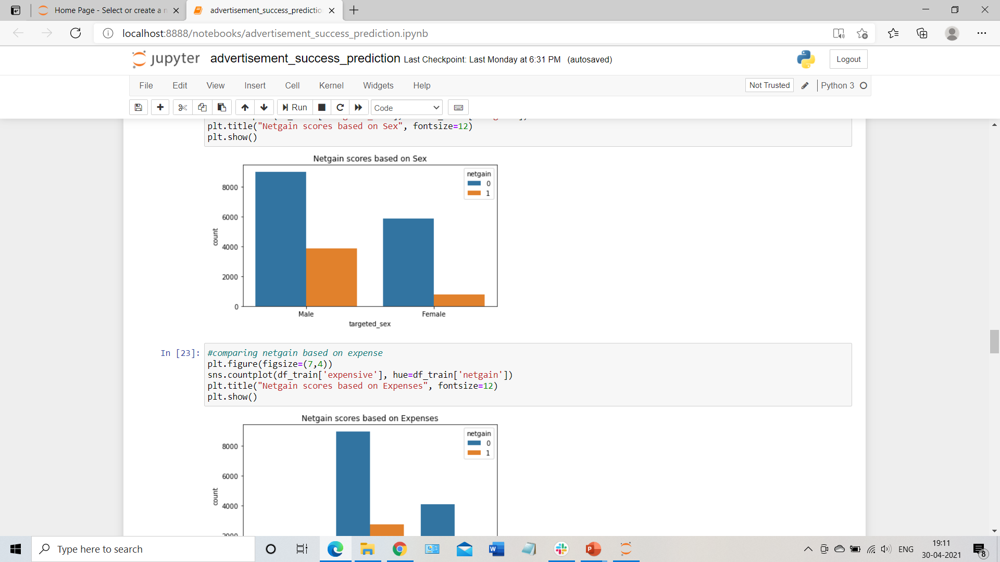 Home Page - Select or create a n
advertisement_success_predictio
localhost:8888/notebooks/advertisement_success_prediction.ipynb
jupyter advertisement_success_prediction Last Checkpoint: Last Monday at 6:31 PM (autosaved)
Logout
File Edit View Insert Cell Kernel Widgets Help
Not Trusted Python 3
Run Code
plt.title("Netgain scores based on Sex", fontsize=12)
plt.show()
Netgain scores based on Sex
netgain
0
1
8000
6000
4000
2000
0
count
Male Female
targeted_sex
In [23]:
#comparing netgain based on expense
plt.figure(figsize=(7,4))
sns.countplot(df_train['expensive'], hue=df_train['netgain'])
plt.title("Netgain scores based on Expenses", fontsize=12)
plt.show()
Netgain scores based on Expenses
netgain
0
1
8000
6000
4000
2000
count
Type here to search
ENG
19:11
30-04-2021
8